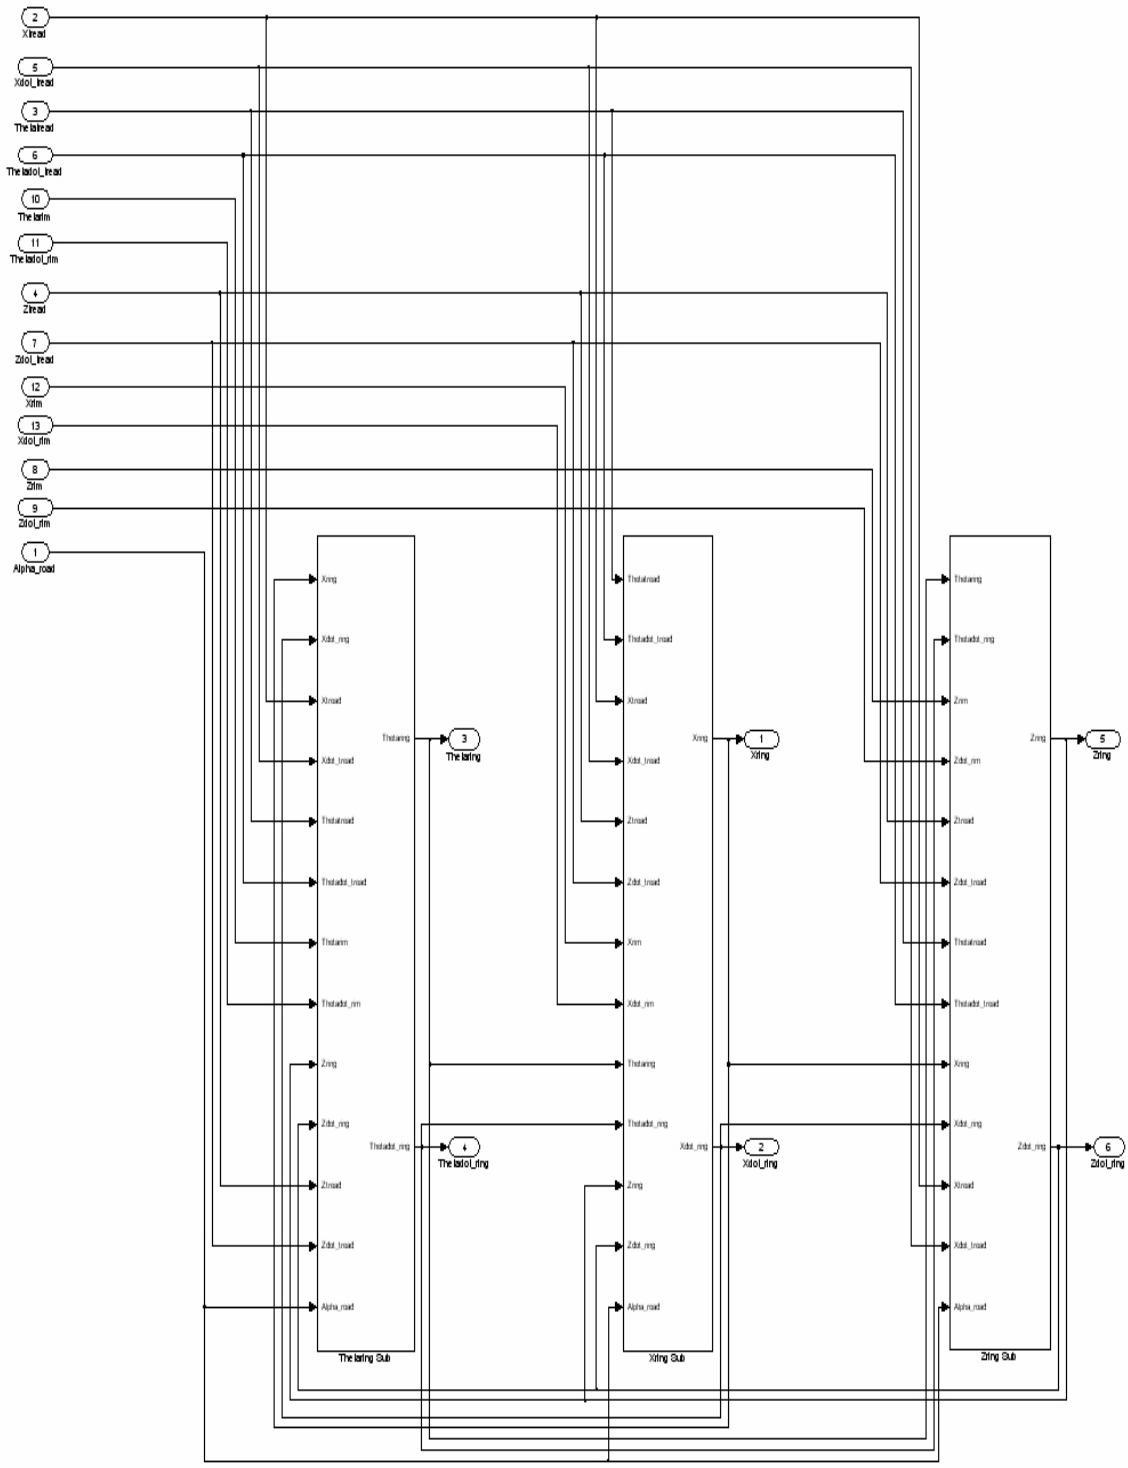 2
Xtread
5
Xdot_tread
3
Thetatread
6
Thetadot_tread
10
Thetarim
11
Thetadot_rim
4
Ztread
7
Zdot_tread
12
Xrim
13
Xdot_rim
8
Zrim
9
Zdot_rim
1
Alpha_road
Xring
Xdot_ring
Xtread
Xdot_tread
Thetatread
Thetadot_tread
Thetarim
Thetadot_rim
Zring
Zdot_ring
Ztread
Zdot_tread
Alpha_road
Thetaring
Thetadot_ring
Thetaring Sub
3
Thetaring
4
Thetadot_ring
Thetatread
Thetadot_tread
Xtread
Xdot_tread
Ztread
Zdot_tread
Xrim
Xdot_rim
Thetaring
Thetadot_ring
Zring
Zdot_ring
Alpha_road
Xring
Xdot_ring
Xring Sub
1
Xring
2
Xdot_ring
Thetaring
Thetadot_ring
Zrim
Zdot_rim
Ztread
Zdot_tread
Thetatread
Thetadot_tread
Xring
Xdot_ring
Xtread
Xdot_tread
Alpha_road
Zring
Zdot_ring
Zring Sub
5
Zring
6
Zdot_ring